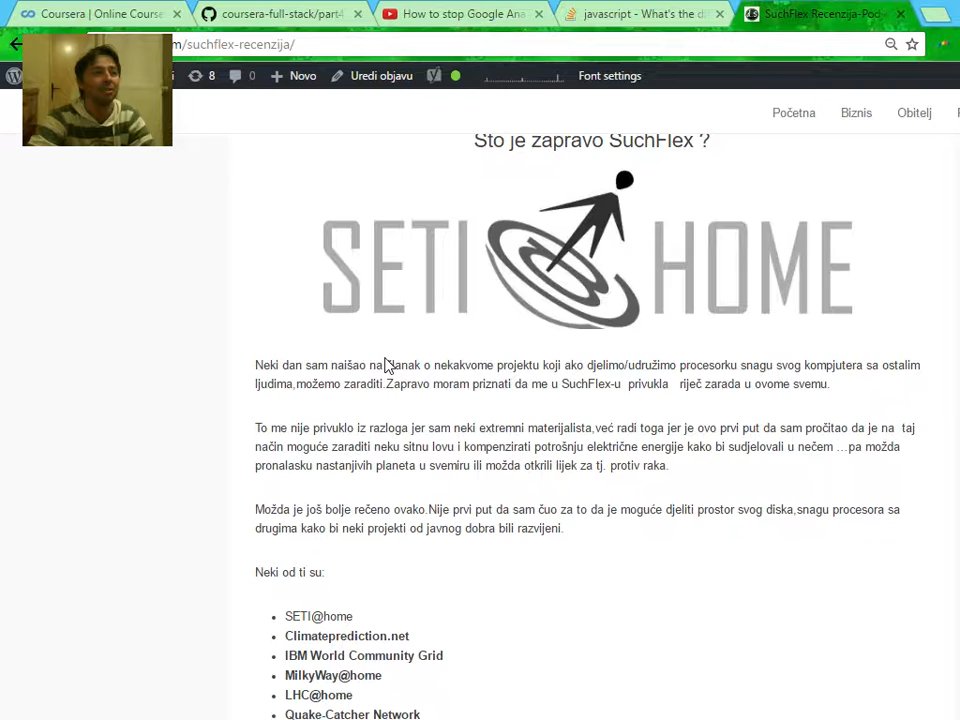 Coursera | Online Course
coursera-full-stack/part4
How to stop Google Ana
javascript - What's the di
SuchFlex Recenzija-Pod
m/suchflex-recenzija/
i 8 0 Novo Uredi objavu Font settings
Početna Biznis Obitelj
Što je zapravo SuchFlex ?
SETI@HOME
Neki dan sam naišao na članak o nekakvome projektu koji ako djelimo/udružimo procesorku snagu svog kompjutera sa ostalim
ljudima,možemo zaraditi.Zapravo moram priznati da me u SuchFlex-u privukla riječ zarada u ovome svemu.
To me nije privuklo iz razloga jer sam neki extremni materijalista,već radi toga jer je ovo prvi put da sam pročitao da je na taj
način moguće zaraditi neku sitnu lovu i kompenzirati potrošnju električne energije kako bi sudjelovali u nečem …pa možda
pronalasku nastanjivih planeta u svemiru ili možda otkrili lijek za tj. protiv raka.
Možda je još bolje rečeno ovako.Nije prvi put da sam čuo za to da je moguće djeliti prostor svog diska,snagu procesora sa
drugima kako bi neki projekti od javnog dobra bili razvijeni.
Neki od ti su:
SETI@home
Climateprediction.net
IBM World Community Grid
MilkyWay@home
LHC@home
Quake-Catcher Network